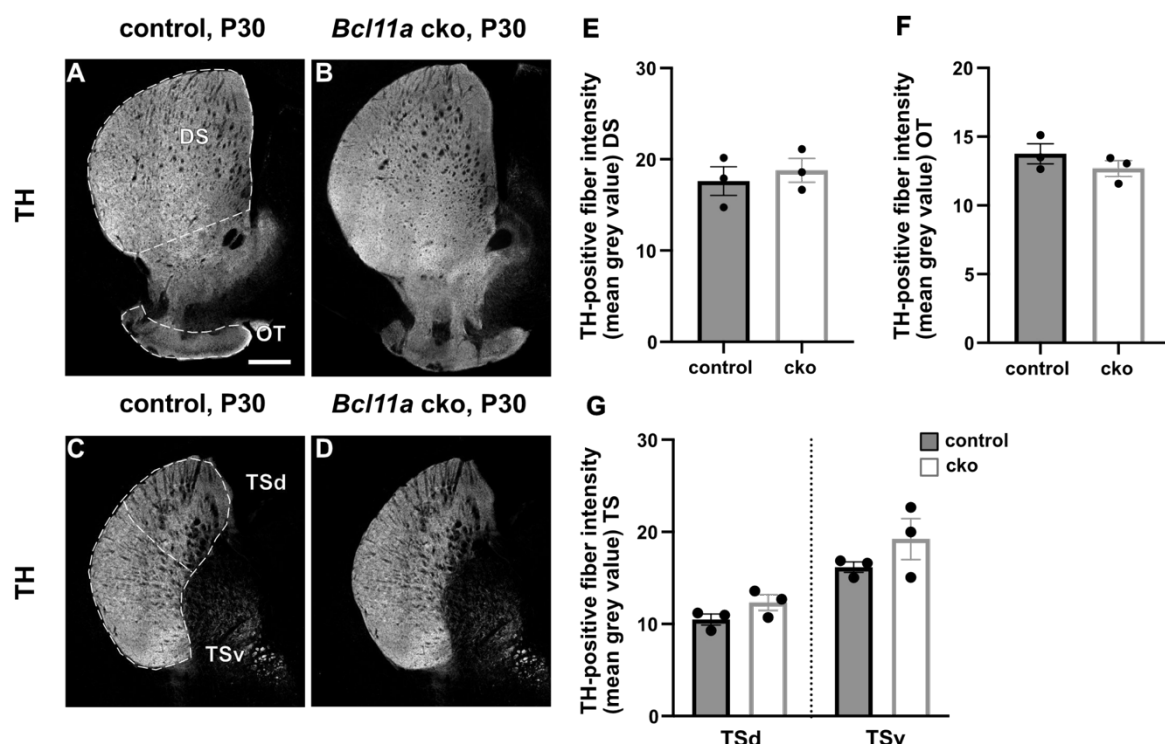 control, P30
Bcl11a cko, P30
TH
A
DS
OT
B
E
TH-positive fiber intensity
(mean grey value) DS
30
20
10
0
control
cko
F
TH-positive fiber intensity
(mean grey value) OT
20
15
10
5
0
control
cko
control, P30
Bcl11a cko, P30
TH
C
TSd
TSv
D
G
TH-positive fiber intensity
(mean grey value) TS
30
20
10
0
TSd
TSv
control
cko